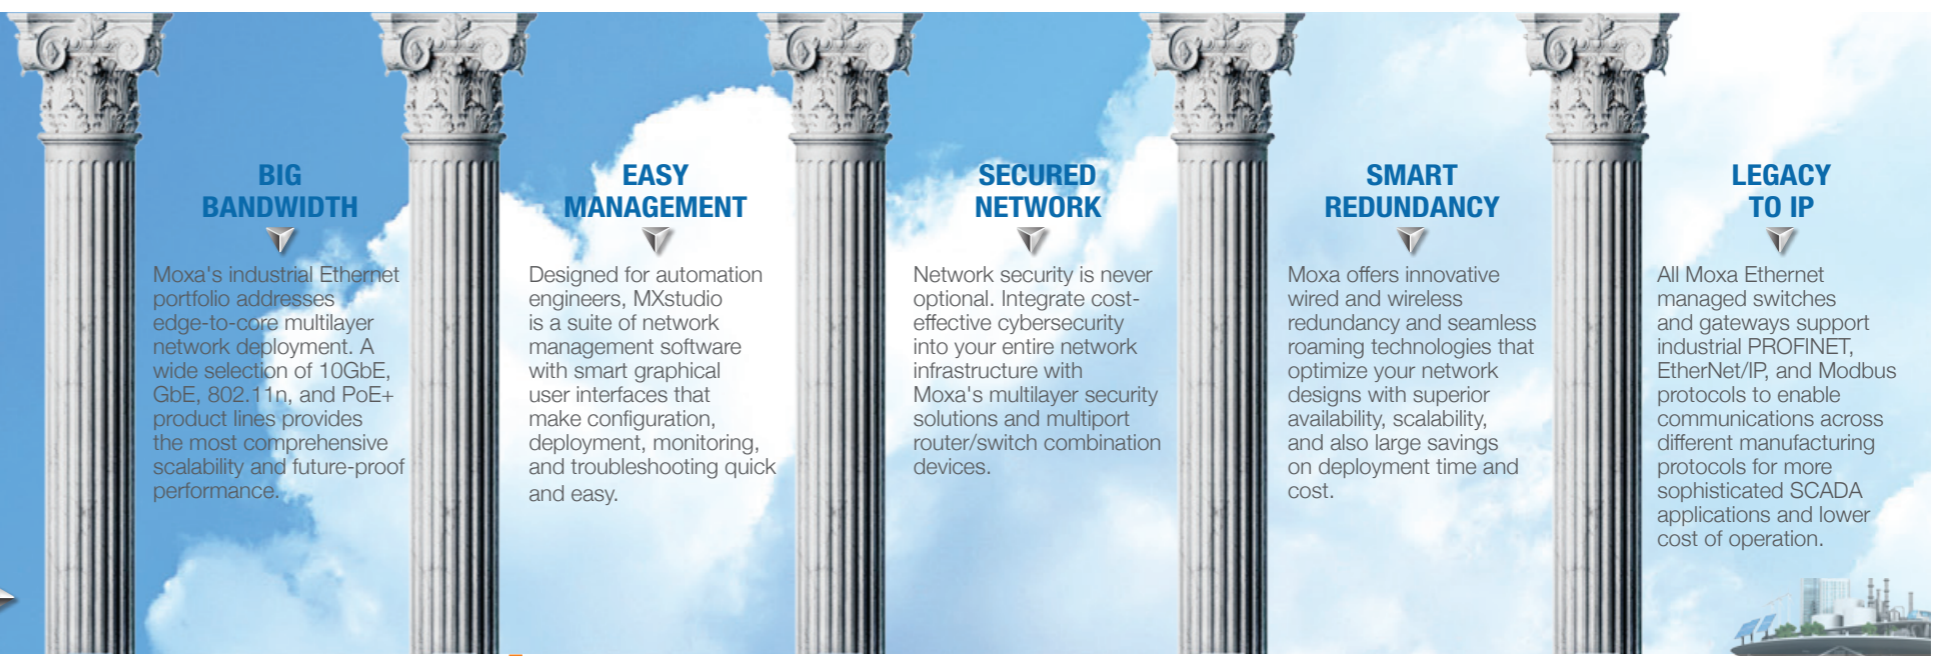 BIG
BANDWIDTH
Moxa's industrial Ethernet
portfolio addresses
edge-to-core multilayer
network deployment. A
wide selection of 10GbE,
GbE, 802.11n, and PoE+
product lines provides
the most comprehensive
scalability and future-proof
performance.
EASY
MANAGEMENT
Designed for automation
engineers, MXstudio
is a suite of network
management software
with smart graphical
user interfaces that
make configuration,
deployment, monitoring,
and troubleshooting quick
and easy.
SECURED
NETWORK
Network security is never
optional. Integrate cost-
effective cybersecurity
into your entire network
infrastructure with
Moxa's multilayer security
solutions and multiport
router/switch combination
devices.
SMART
REDUNDANCY
Moxa offers innovative
wired and wireless
redundancy and seamless
roaming technologies that
optimize your network
designs with superior
availability, scalability,
and also large savings
on deployment time and
cost.
LEGACY
TO IP
All Moxa Ethernet
managed switches
and gateways support
industrial PROFINET,
EtherNet/IP, and Modbus
protocols to enable
communications across
different manufacturing
protocols for more
sophisticated SCADA
applications and lower
cost of operation.